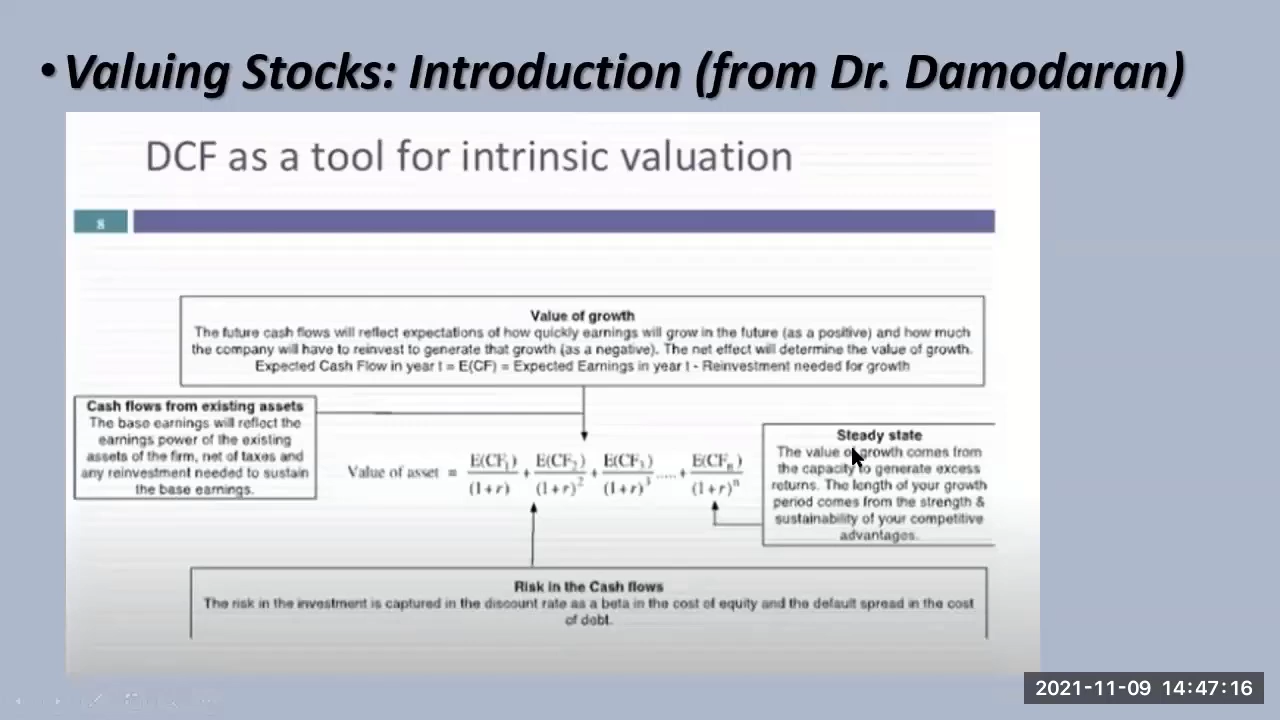 • Valuing Stocks: Introduction (from Dr. Damodaran)
DCF as a tool for intrinsic valuation
8
Value of growth
The future cash flows will reflect expectations of how quickly earnings will grow in the future (as a positive) and how much
the company will have to reinvest to generate that growth (as a negative). The net effect will determine the value of growth.
Expected Cash Flow in year t = E(CF) = Expected Earnings in year t - Reinvestment needed for growth
Cash flows from existing assets
The base earnings will reflect the
earnings power of the existing
assets of the firm, net of taxes and
any reinvestment needed to sustain
the base earnings.
Value of asset = E(CF₁)/(1+r) + E(CF₂)/(1+r)² + E(CF₃)/(1+r)³ ..... + E(CFₙ)/(1+r)ⁿ
Steady state
The value of growth comes from
the capacity to generate excess
returns. The length of your growth
period comes from the strength &
sustainability of your competitive
advantages.
Risk in the Cash flows
The risk in the investment is captured in the discount rate as a beta in the cost of equity and the default spread in the cost
of debt.
2021-11-09 14:47:16